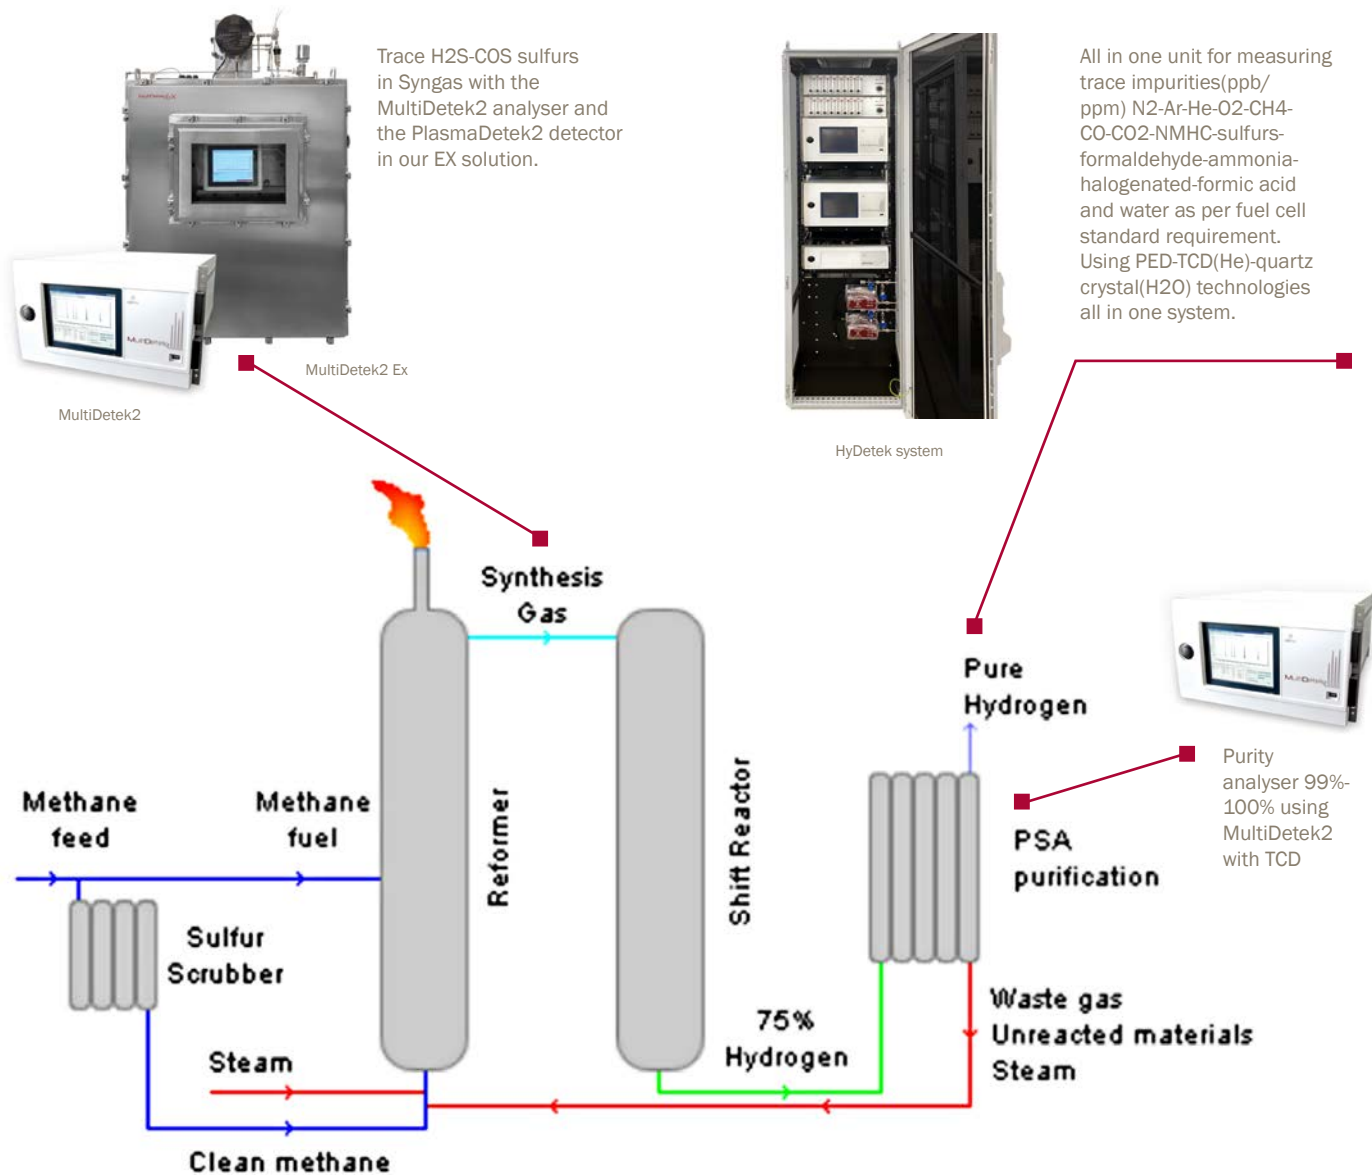 Trace H2S-COS sulfurs
in Syngas with the
MultiDetek2 analyser and
the PlasmaDetek2 detector
in our EX solution.
MultiDetek2 Ex
MultiDetek2
All in one unit for measuring
trace impurities(ppb/
ppm) N2-Ar-He-O2-CH4-
CO-CO2-NMHC-sulfurs-
formaldehyde-ammonia-
halogenated-formic acid
and water as per fuel cell
standard requirement.
Using PED-TCD(He)-quartz
crystal(H2O) technologies
all in one system.
HyDetek system
Synthesis
Gas
Pure
Hydrogen
Purity
analyser 99%-
100% using
MultiDetek2
with TCD
Methane
feed
Methane
fuel
Reformer
Shift Reactor
PSA
purification
Sulfur
Scrubber
Steam
75%
Hydrogen
Waste gas
Unreacted materials
Steam
Clean methane